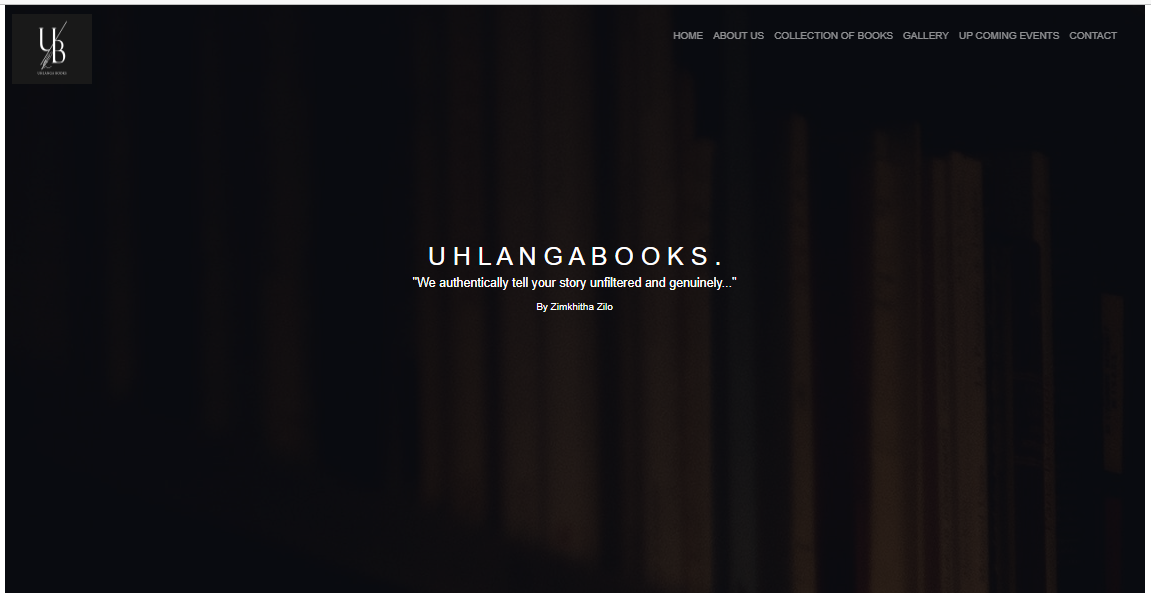 UB
UHLANGA BOOKS
HOME ABOUT US COLLECTION OF BOOKS GALLERY UP COMING EVENTS CONTACT
UHLANGABOOKS.
"We authentically tell your story unfiltered and genuinely..."
By Zimkhitha Zilo